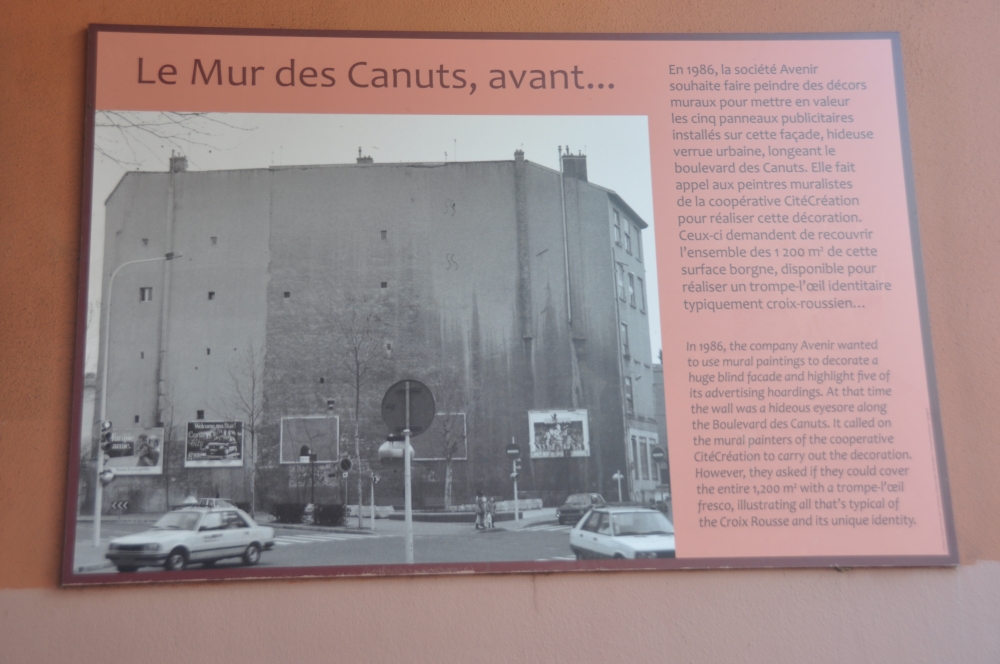 Le Mur des Canuts, avant...
En 1986, la société Avenir
souhaite faire peindre des décors
muraux pour mettre en valeur
les cinq panneaux publicitaires
installés sur cette façade, hideuse
verrue urbaine, longeant le
boulevard des Canuts. Elle fait
appel aux peintres muralistes
de la coopérative CitéCréation
pour réaliser cette décoration.
Ceux-ci demandent de recouvrir
l'ensemble des 1 200 m² de cette
surface borgne, disponible pour
réaliser un trompe-l'œil identitaire
typiquement croix-roussien...
In 1986, the company Avenir wanted
to use mural paintings to decorate a
huge blind facade and highlight five of
its advertising hoardings. At that time
the wall was a hideous eyesore along
the Boulevard des Canuts. It called on
the mural painters of the cooperative
CitéCréation to carry out the decoration.
However, they asked if they could cover
the entire 1,200 m² with a trompe-l'œil
fresco, illustrating all that's typical of
the Croix Rousse and its unique identity.